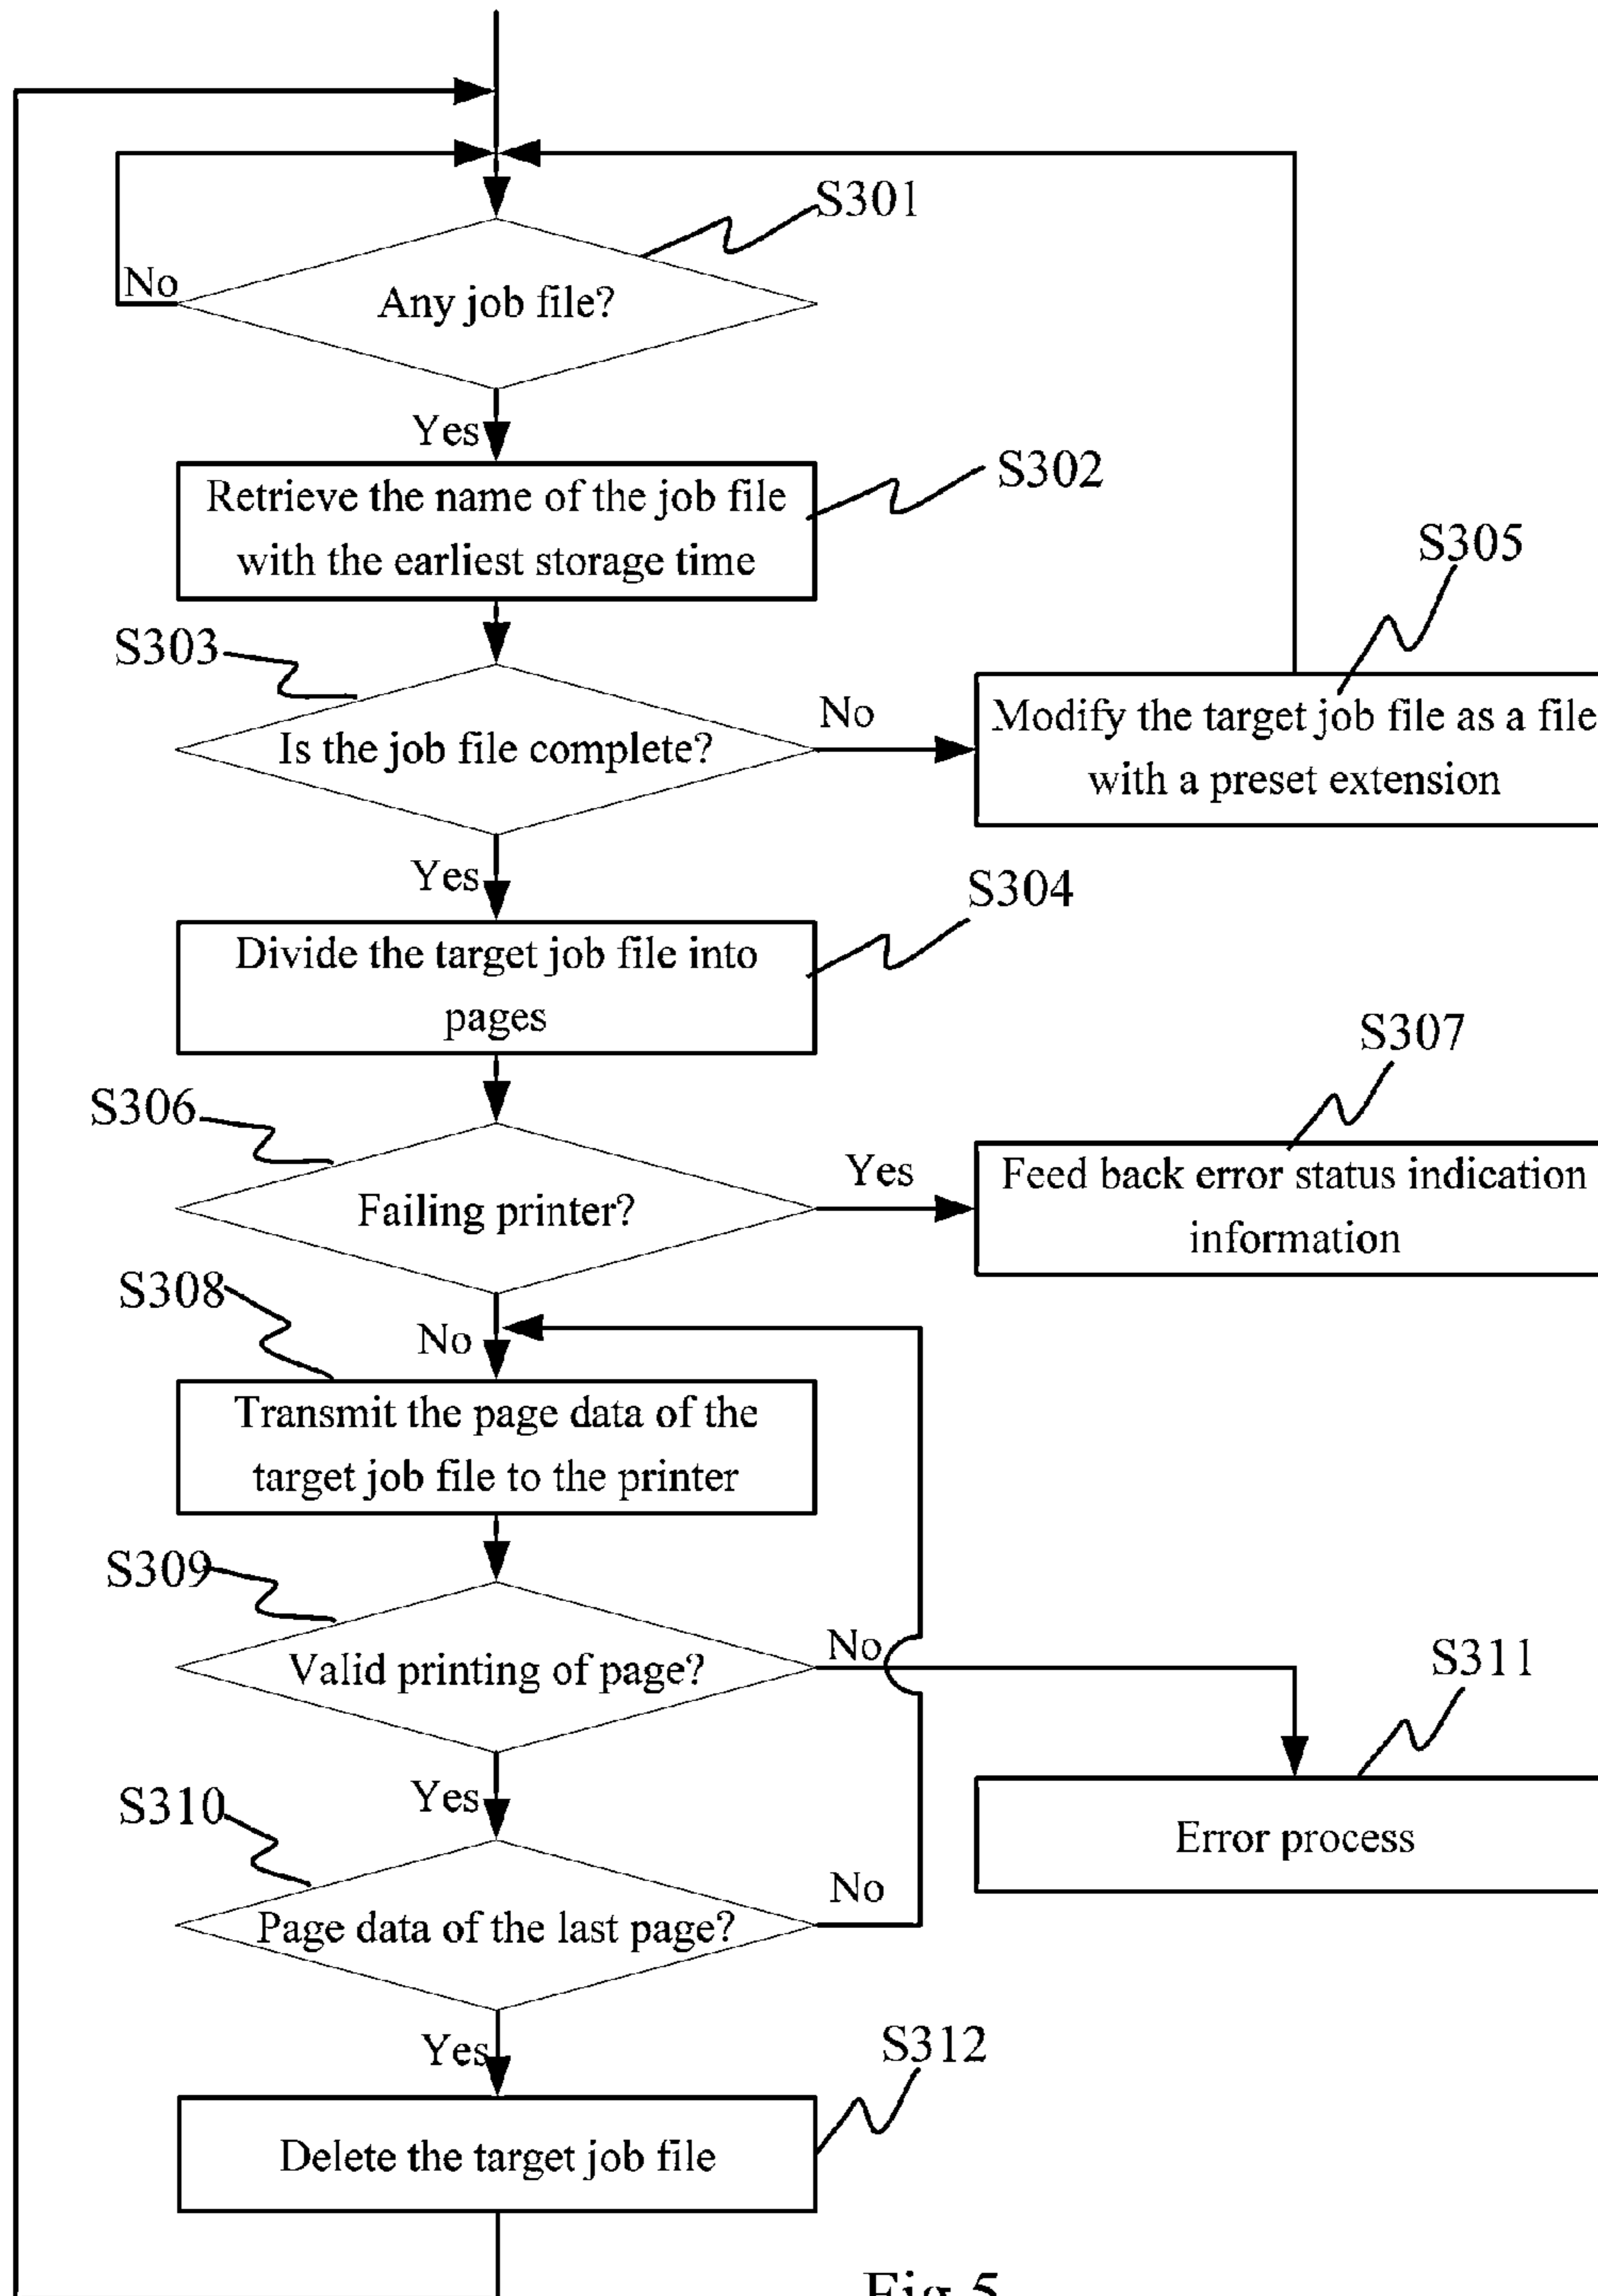 S301
No
Any job file?
Yes
S302
Retrieve the name of the job file
with the earliest storage time
S305
S303
No
Modify the target job file as a file
with a preset extension
Is the job file complete?
Yes
S304
Divide the target job file into
pages
S307
S306
Yes
Feed back error status indication
information
Failing printer?
S308
No
Transmit the page data of the
target job file to the printer
S309
No
Valid printing of page?
S311
Yes
S310
Error process
No
Page data of the last page?
Yes
S312
Delete the target job file
Fig.5